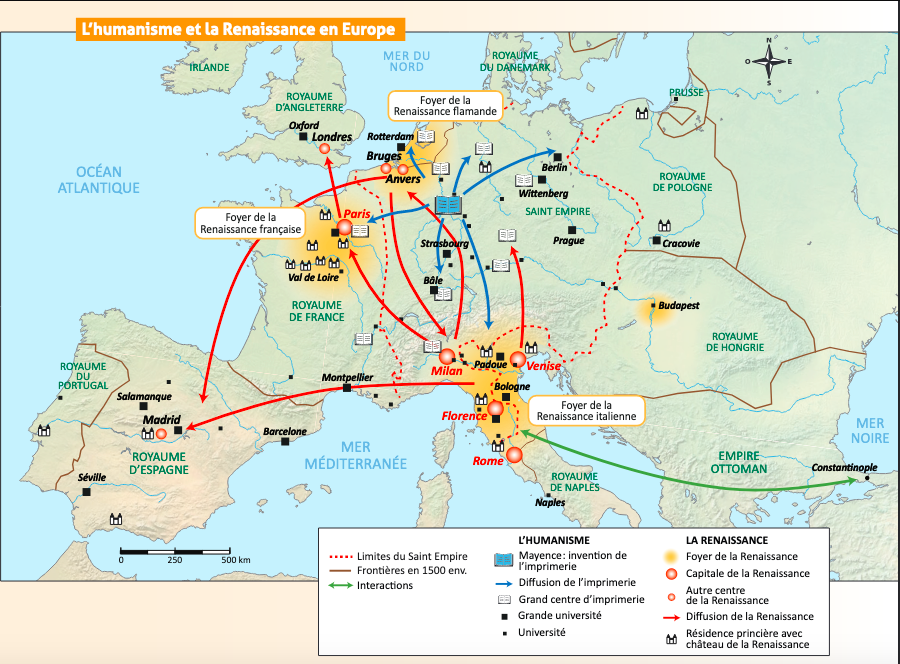 L'humanisme et la Renaissance en Europe
IRLANDE
MER DU
NORD
ROYAUME
DU DANEMARK
N
O
E
S
PRUSSE
ROYAUME
D'ANGLETERRE
Foyer de la
Renaissance flamande
Oxford
Londres
Rotterdam
Bruges
Anvers
Berlin
Wittenberg
OCÉAN
ATLANTIQUE
ROYAUME
DE POLOGNE
SAINT EMPIRE
Foyer de la
Renaissance française
Paris
Strasbourg
Prague
Cracovie
Val de Loire
Bâle
ROYAUME
DE FRANCE
Budapest
ROYAUME
DE HONGRIE
ROYAUME
DU
PORTUGAL
Milan
Padoue
Venise
Montpellier
Bologne
Salamanque
Florence
Foyer de la
Renaissance italienne
Madrid
Barcelone
MER
NOIRE
MER
MÉDITERRANÉE
Rome
ROYAUME
D'ESPAGNE
EMPIRE
OTTOMAN
Constantinople
Séville
ROYAUME
DE NAPLES
Naples
0 250 500 km
Limites du Saint Empire
Frontières en 1500 env.
Interactions
L'HUMANISME
Mayence : invention de
l'imprimerie
Diffusion de l'imprimerie
Grand centre d'imprimerie
Grande université
Université
LA RENAISSANCE
Foyer de la Renaissance
Capitale de la Renaissance
Autre centre
de la Renaissance
Diffusion de la Renaissance
Résidence princière avec
château de la Renaissance